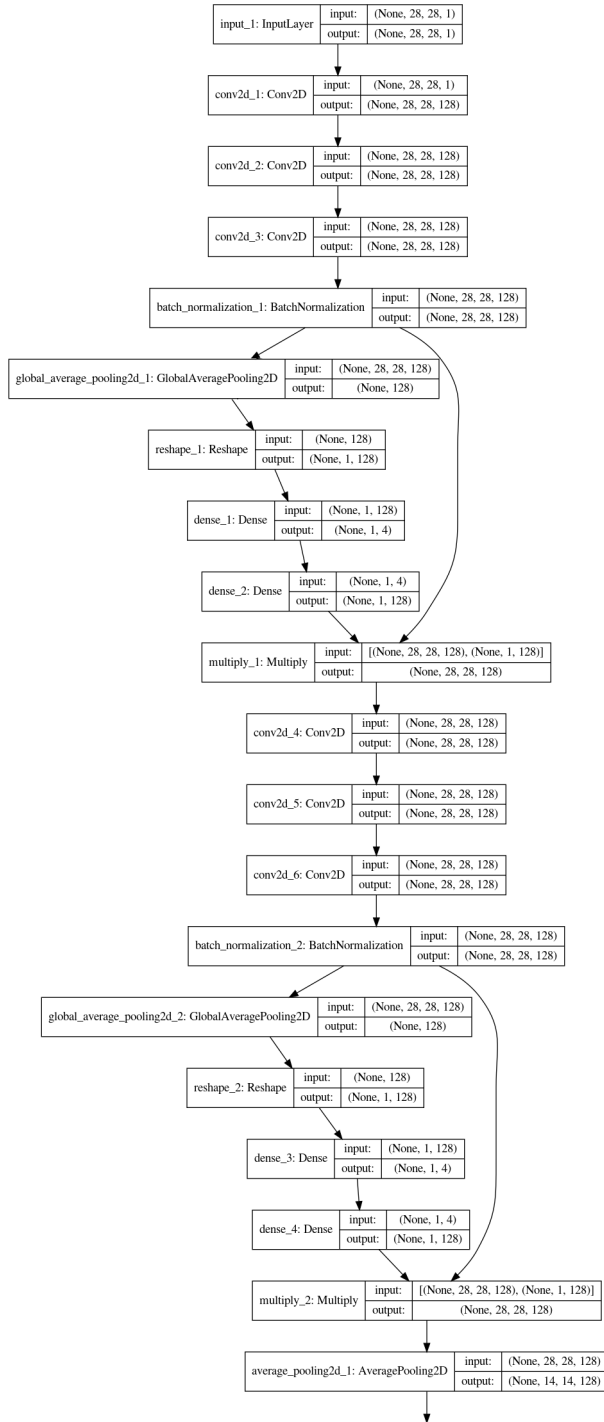 input_1: InputLayer input: (None, 28, 28, 1)
output: (None, 28, 28, 1)
conv2d_1: Conv2D input: (None, 28, 28, 1)
output: (None, 28, 28, 128)
conv2d_2: Conv2D input: (None, 28, 28, 128)
output: (None, 28, 28, 128)
conv2d_3: Conv2D input: (None, 28, 28, 128)
output: (None, 28, 28, 128)
batch_normalization_1: BatchNormalization input: (None, 28, 28, 128)
output: (None, 28, 28, 128)
global_average_pooling2d_1: GlobalAveragePooling2D input: (None, 28, 28, 128)
output: (None, 128)
reshape_1: Reshape input: (None, 128)
output: (None, 1, 128)
dense_1: Dense input: (None, 1, 128)
output: (None, 1, 4)
dense_2: Dense input: (None, 1, 4)
output: (None, 1, 128)
multiply_1: Multiply input: [(None, 28, 28, 128), (None, 1, 128)]
output: (None, 28, 28, 128)
conv2d_4: Conv2D input: (None, 28, 28, 128)
output: (None, 28, 28, 128)
conv2d_5: Conv2D input: (None, 28, 28, 128)
output: (None, 28, 28, 128)
conv2d_6: Conv2D input: (None, 28, 28, 128)
output: (None, 28, 28, 128)
batch_normalization_2: BatchNormalization input: (None, 28, 28, 128)
output: (None, 28, 28, 128)
global_average_pooling2d_2: GlobalAveragePooling2D input: (None, 28, 28, 128)
output: (None, 128)
reshape_2: Reshape input: (None, 128)
output: (None, 1, 128)
dense_3: Dense input: (None, 1, 128)
output: (None, 1, 4)
dense_4: Dense input: (None, 1, 4)
output: (None, 1, 128)
multiply_2: Multiply input: [(None, 28, 28, 128), (None, 1, 128)]
output: (None, 28, 28, 128)
average_pooling2d_1: AveragePooling2D input: (None, 28, 28, 128)
output: (None, 14, 14, 128)